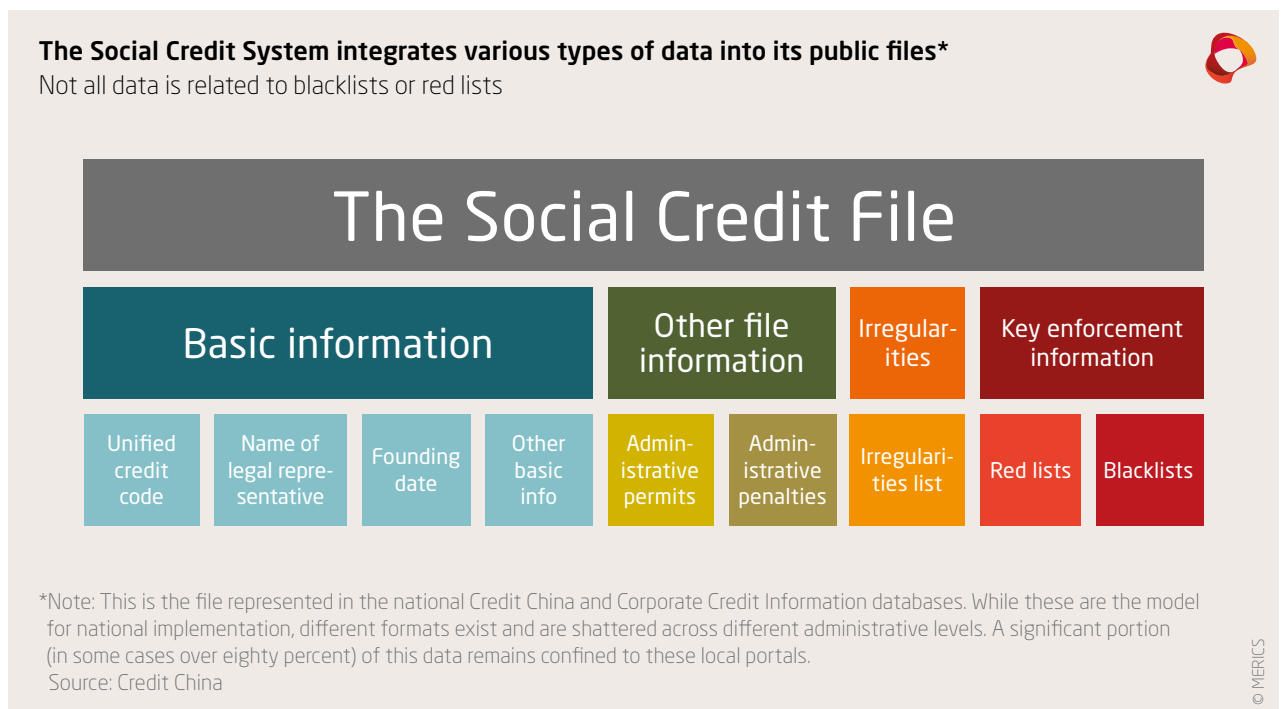 The Social Credit System integrates various types of data into its public files*
Not all data is related to blacklists or red lists
The Social Credit File
Basic information
Other file
information
Irregular-
ities
Key enforcement
information
Unified
credit
code
Name of
legal repre-
sentative
Founding
date
Other
basic
info
Admin-
istrative
permits
Admin-
istrative
penalties
Irregulari-
ties list
Red lists
Blacklists
*Note: This is the file represented in the national Credit China and Corporate Credit Information databases. While these are the model
for national implementation, different formats exist and are shattered across different administrative levels. A significant portion
(in some cases over eighty percent) of this data remains confined to these local portals.
Source: Credit China
© MERICS